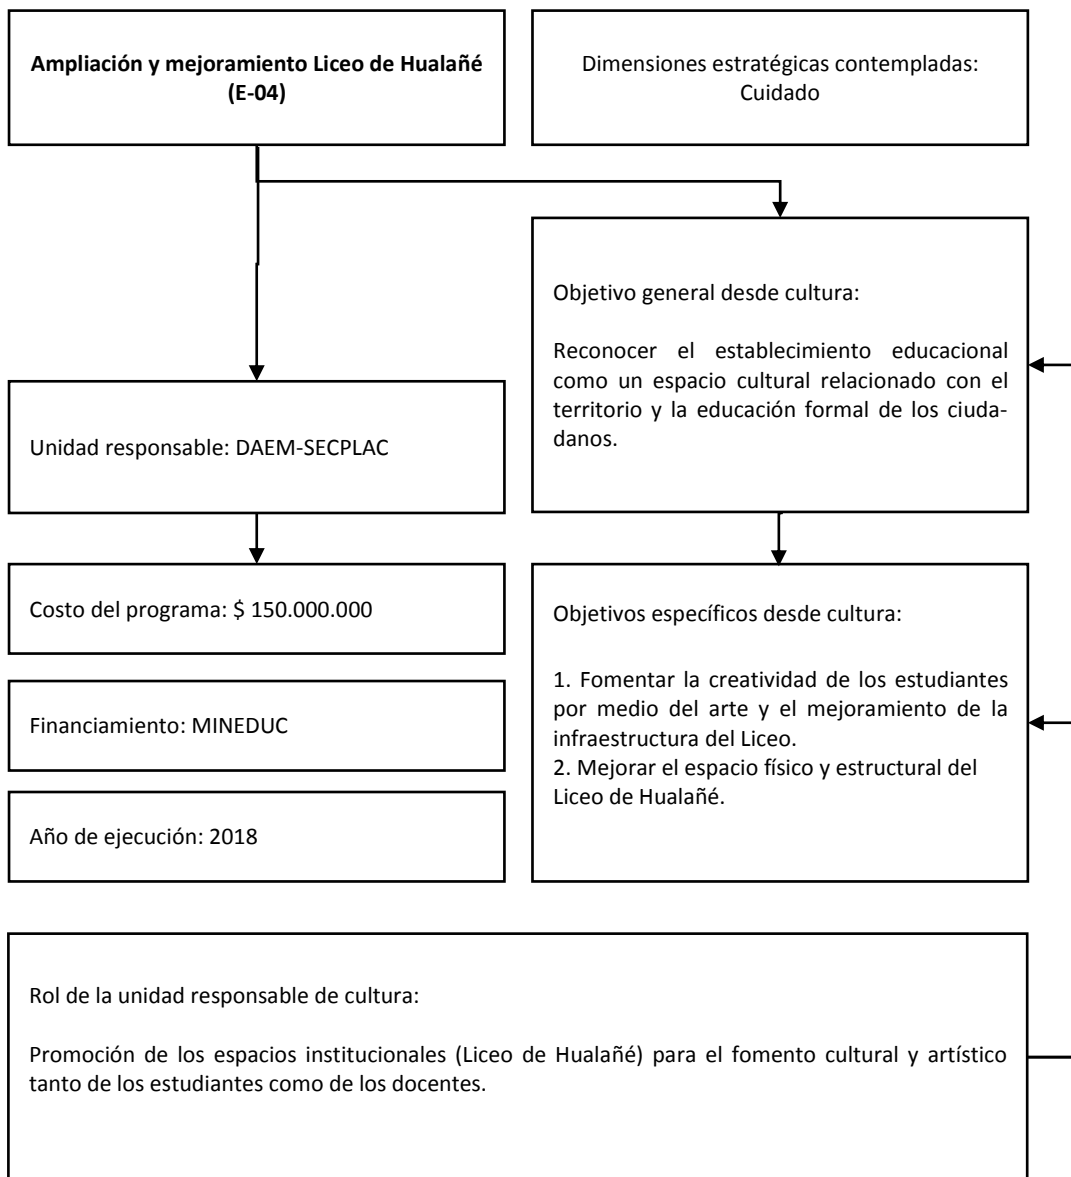 Ampliación y mejoramiento Liceo de Hualañé
(E-04)
Dimensiones estratégicas contempladas:
Cuidado
Objetivo general desde cultura:
Reconocer el establecimiento educacional
como un espacio cultural relacionado con el
territorio y la educación formal de los ciuda-
danos.
Unidad responsable: DAEM-SECPLAC
Costo del programa: $ 150.000.000
Financiamiento: MINEDUC
Año de ejecución: 2018
Objetivos específicos desde cultura:
1. Fomentar la creatividad de los estudiantes
por medio del arte y el mejoramiento de la
infraestructura del Liceo.
2. Mejorar el espacio físico y estructural del
Liceo de Hualañé.
Rol de la unidad responsable de cultura:
Promoción de los espacios institucionales (Liceo de Hualañé) para el fomento cultural y artístico
tanto de los estudiantes como de los docentes.